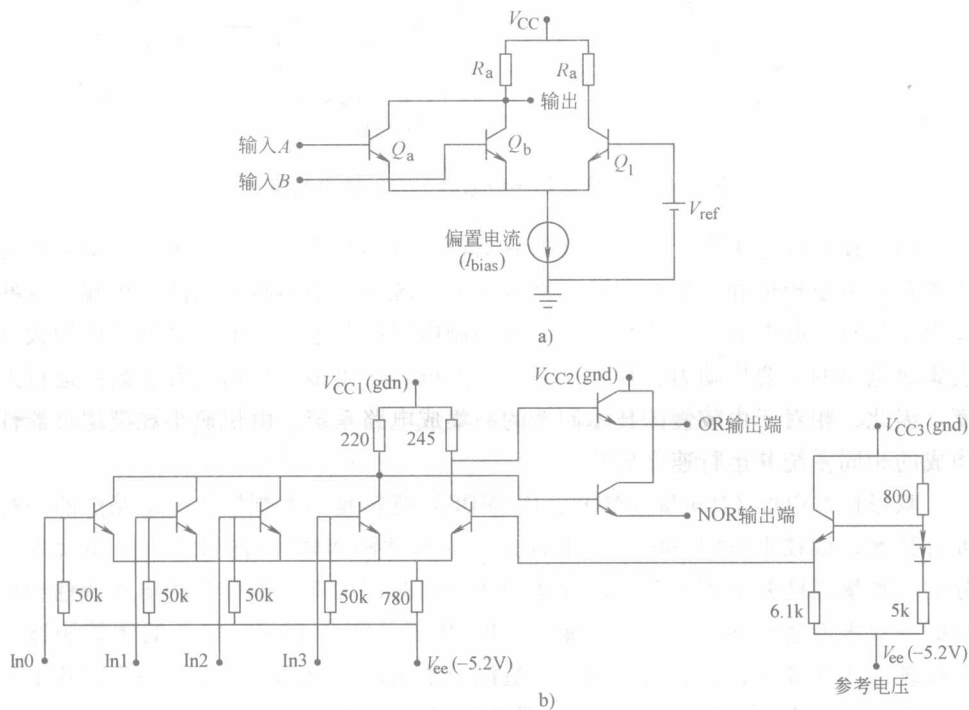 V_CC
R_a
R_a
输出
输入A
Q_a
Q_b
Q_1
输入B
V_ref
偏置电流
(I_bias)
a)
V_CC1(gdn)
V_CC2(gnd)
V_CC3(gnd)
220
245
OR输出端
800
NOR输出端
50k
50k
50k
50k
780
6.1k
5k
In0
In1
In2
In3
V_ee(−5.2V)
V_ee(−5.2V)
参考电压
b)